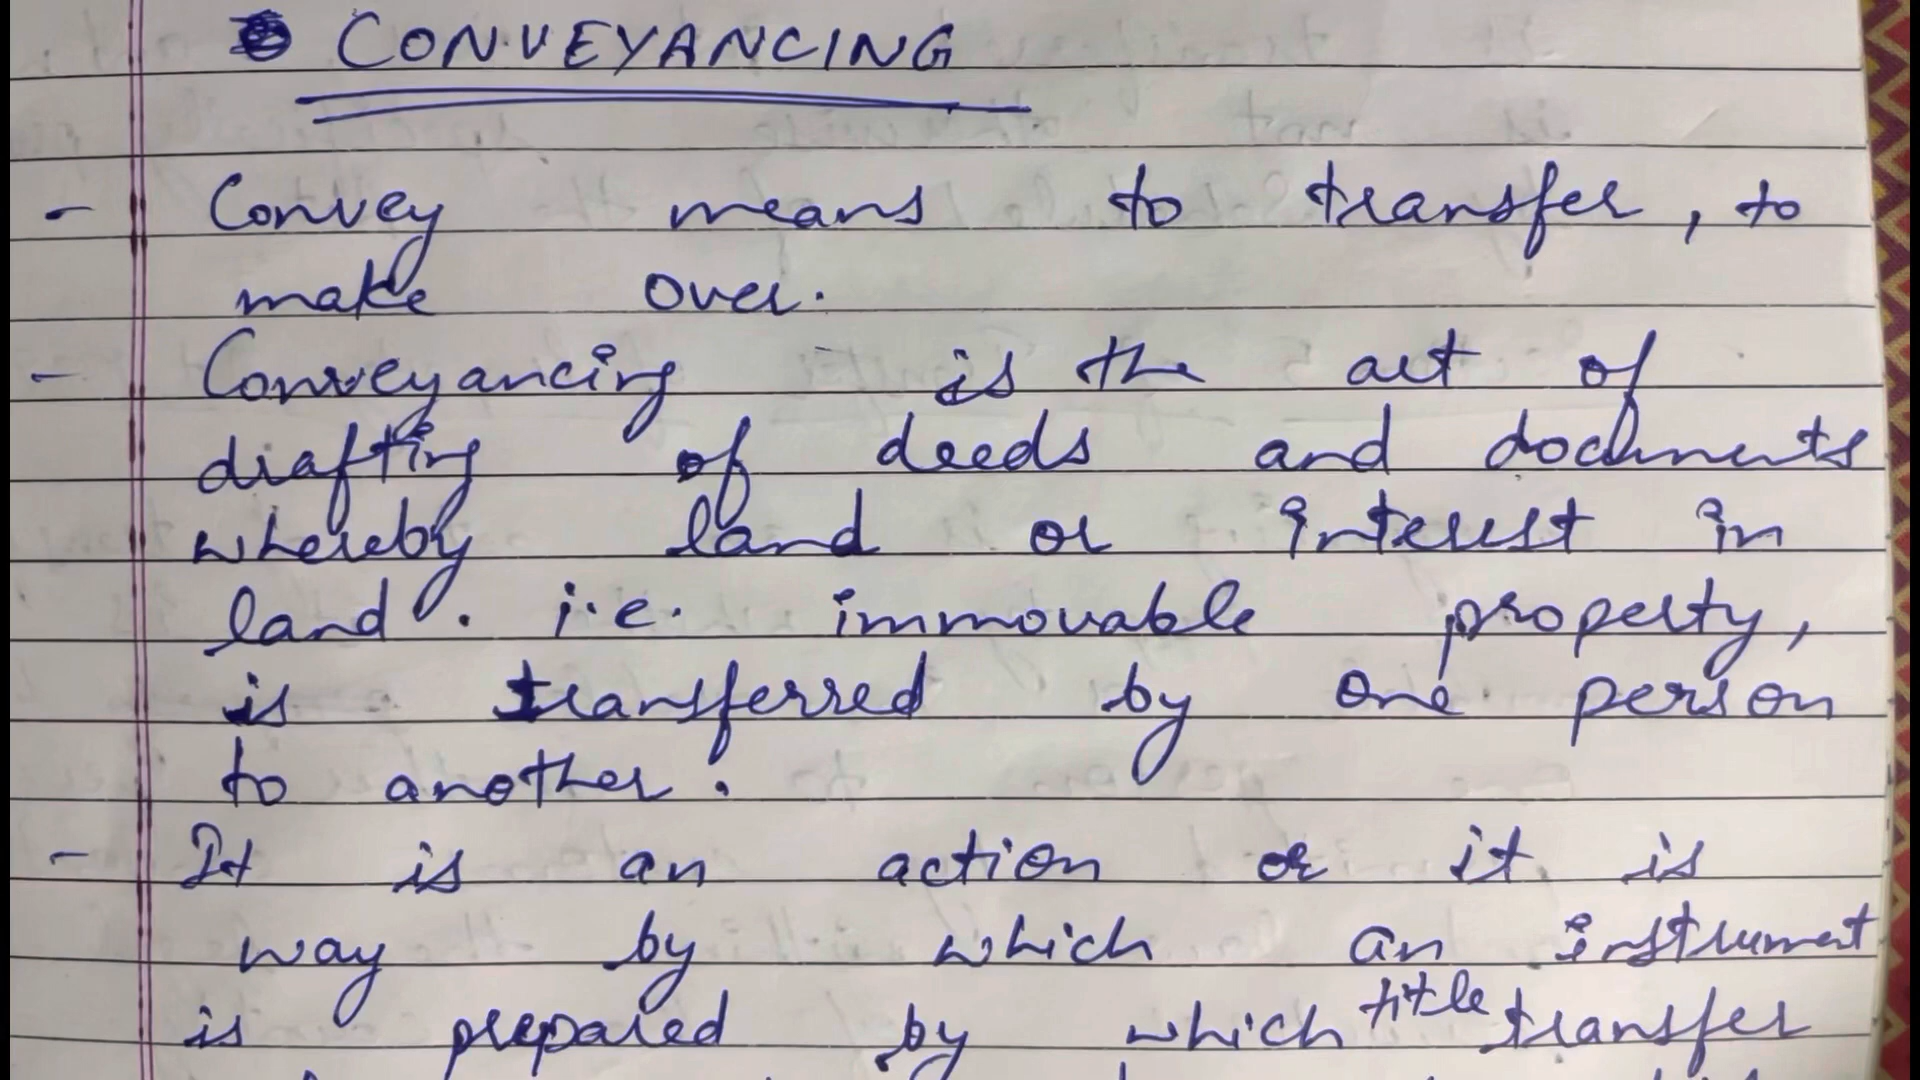 CONVEYANCING
- Convey means to transfer, to
make over.
- Conveyancing is the art of
drafting of deeds and documents
whereby land or interest in
land. i.e. immovable property,
is transferred by one person
to another.
- It is an action or it is
way by which an instrument
is prepared by which title transfer